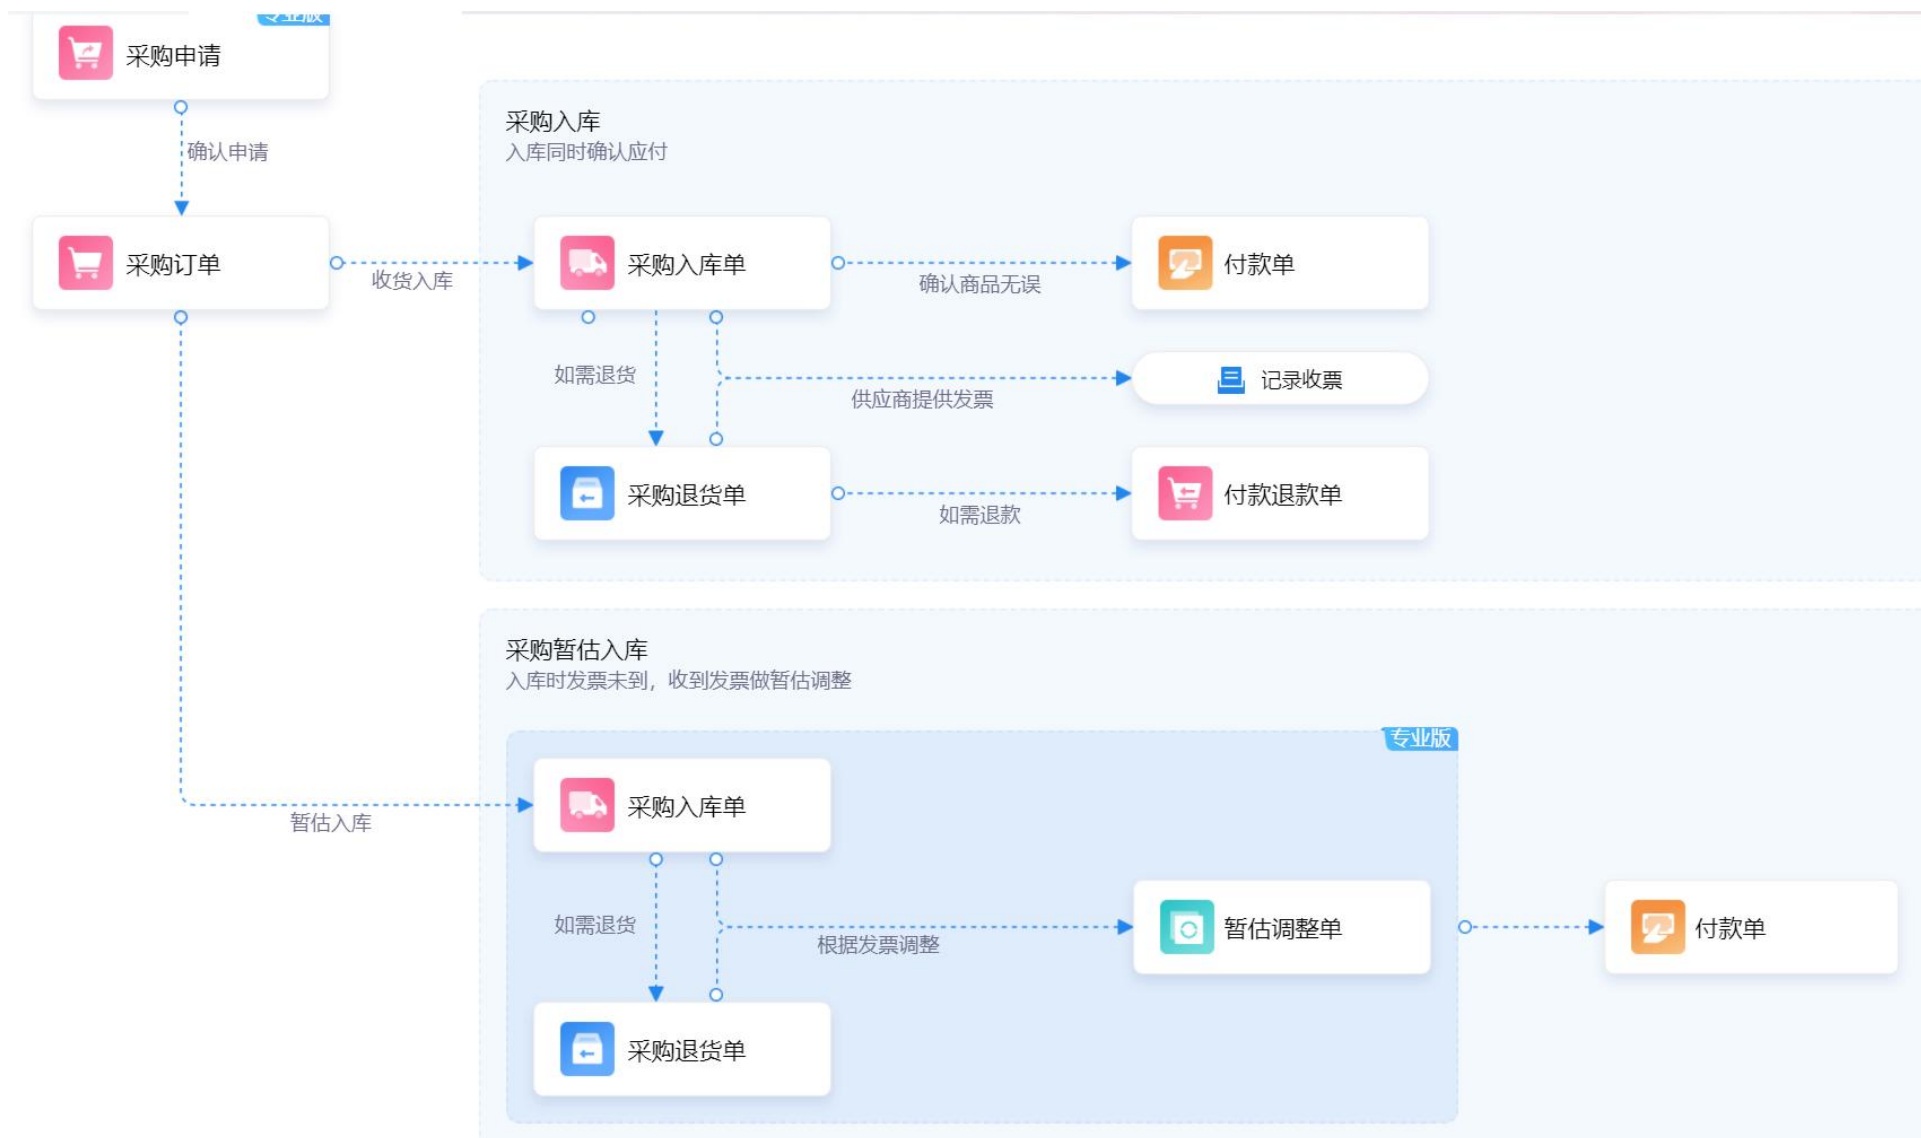 专业版
采购申请
确认申请
采购订单
收货入库
采购入库
入库同时确认应付
采购入库单
确认商品无误
付款单
如需退货
供应商提供发票
记录收票
采购退货单
如需退款
付款退款单
采购暂估入库
入库时发票未到，收到发票做暂估调整
专业版
暂估入库
采购入库单
如需退货
根据发票调整
暂估调整单
付款单
采购退货单